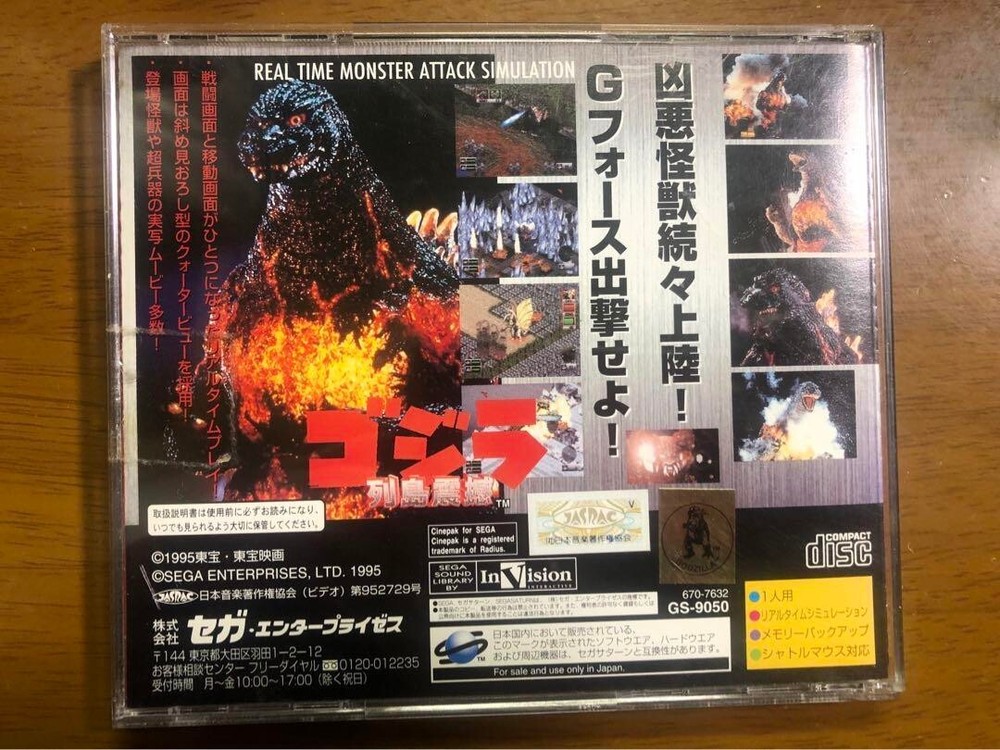 REAL TIME MONSTER ATTACK SIMULATION
凶悪怪獣続々上陸！
Gフォース出撃せよ！
・戦闘画面と移動画面がひとつになったリアルタイムプレイ！
・画面は斜め見おろし型のクォータービューを採用！
・登場怪獣や超兵器の実写ムービー多数！
ゴジラ
列島震撼
TM
取扱説明書は使用前に必ずお読みになり、
いつでも見られるよう大切に保管してください。
©1995東宝・東宝映画
©SEGA ENTERPRISES, LTD. 1995
JASRAC 日本音楽著作権協会（ビデオ）第952729号
株式会社 セガ・エンタープライゼス
〒144 東京都大田区羽田1-2-12
お客様相談センター フリーダイヤル 0120-012235
受付時間 月～金10:00～17:00（除く祝日）
Cinepak for SEGA
Cinepak is a registered
trademark of Radius.
SEGA
SOUND
LIBRARY
BY
InVision
INTERACTIVE
V
JASRAC
日本音楽著作権協会
GODZILLA
COMPACT
disc
670-7632
GS-9050
日本国内において販売されている、
このマークが表示されたソフトウエア、ハードウエア
および周辺機器は、セガサターンと互換性があります。
TM
For sale and use only in Japan.
1人用
リアルタイムシミュレーション
メモリーバックアップ
シャトルマウス対応